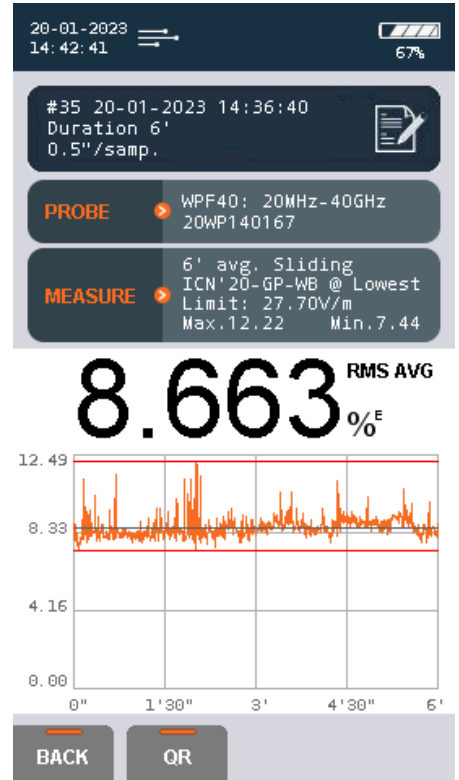 20-01-2023
14:42:41
67%
#35 20-01-2023 14:36:40
Duration 6'
0.5"/samp.
PROBE
WPF40: 20MHz-40GHz
20WP140167
MEASURE
6' avg. Sliding
ICN'20-GP-WB @ Lowest
Limit: 27.70V/m
Max.12.22 Min.7.44
8.663 RMS AVG
%E
12.49
8.33
4.16
0.00
0" 1'30" 3' 4'30" 6'
BACK QR